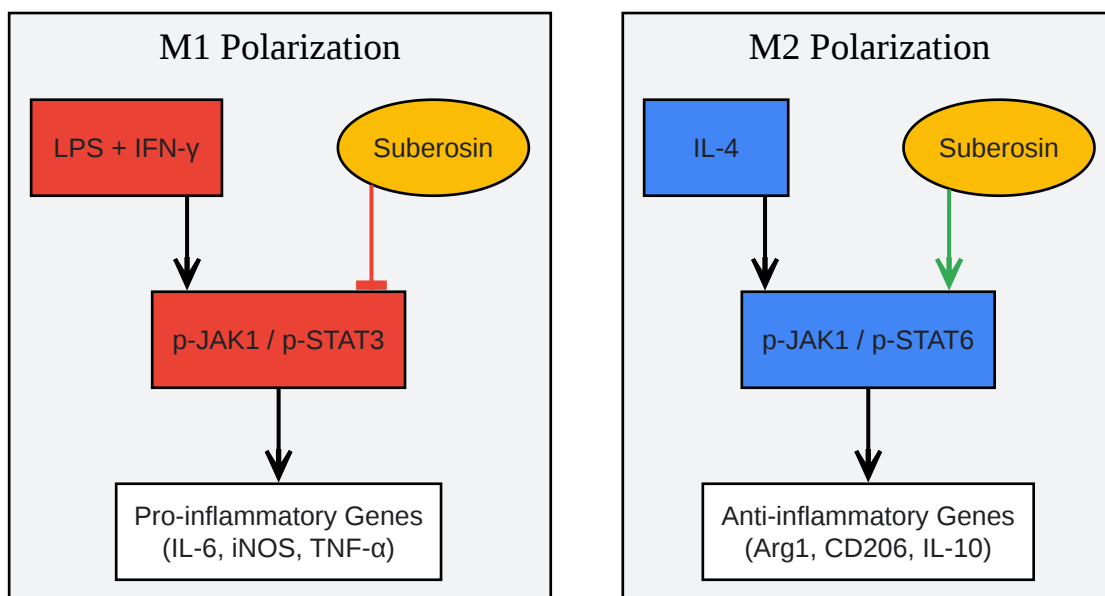 M1 Polarization
LPS + IFN-γ
Suberosin
p-JAK1 / p-STAT3
Pro-inflammatory Genes
(IL-6, iNOS, TNF-α)
M2 Polarization
IL-4
Suberosin
p-JAK1 / p-STAT6
Anti-inflammatory Genes
(Arg1, CD206, IL-10)